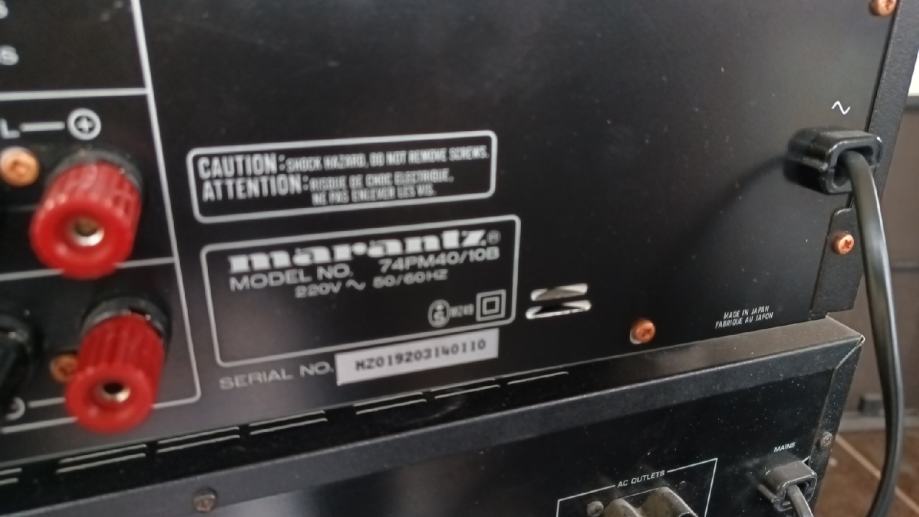 S
L
CAUTION: SHOCK HAZARD, DO NOT REMOVE SCREWS.
ATTENTION: RISQUE DE CHOC ELECTRIQUE,
NE PAS ENLEVER LES VIS.
marantz®
MODEL NO. 74PM40/10B
220V ~ 50/60HZ
SERIAL NO. MZ019203140110
MADE IN JAPAN
FABRIQUE AU JAPON
MAINS
AC OUTLETS